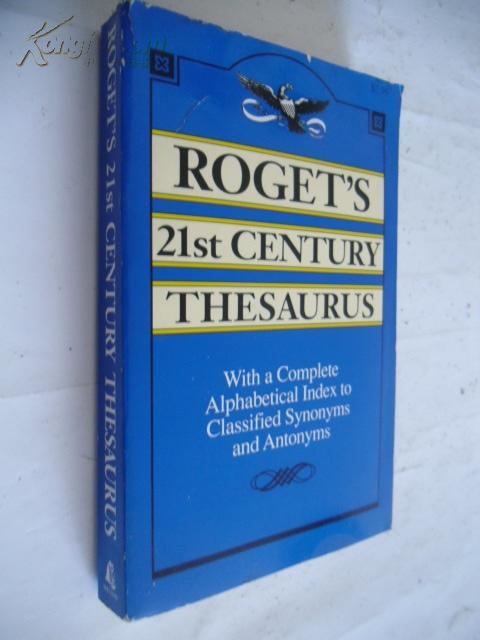 ROGET'S
21st CENTURY
THESAURUS
With a Complete
Alphabetical Index to
Classified Synonyms
and Antonyms
ROGET'S 21st CENTURY THESAURUS